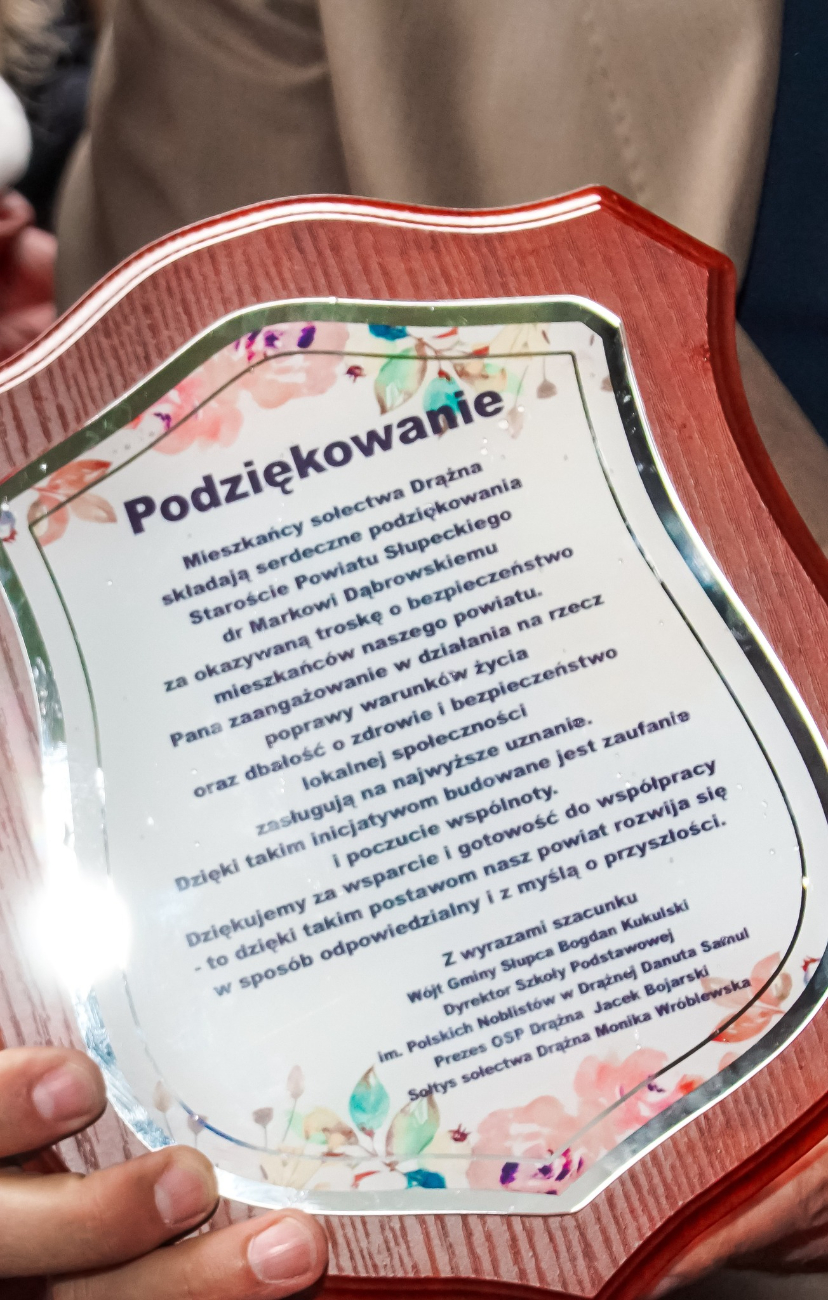 Podziękowanie
Mieszkańcy sołectwa Drążna
składają serdeczne podziękowania
Staroście Powiatu Słupeckiego
dr Markowi Dąbrowskiemu
za okazywaną troskę o bezpieczeństwo
mieszkańców naszego powiatu.
Pana zaangażowanie w działania na rzecz
poprawy warunków życia
oraz dbałość o zdrowie i bezpieczeństwo
lokalnej społeczności
zasługują na najwyższe uznanie.
Dzięki takim inicjatywom budowane jest zaufanie
i poczucie wspólnoty.
Dziękujemy za wsparcie i gotowość do współpracy
- to dzięki takim postawom nasz powiat rozwija się
w sposób odpowiedzialny i z myślą o przyszłości.
Z wyrazami szacunku
Wójt Gminy Słupca Bogdan Kukulski
Dyrektor Szkoły Podstawowej
im. Polskich Noblistów w Drążnej Danuta Samul
Prezes OSP Drążna Jacek Bojarski
Sołtys sołectwa Drążna Monika Wróblewska